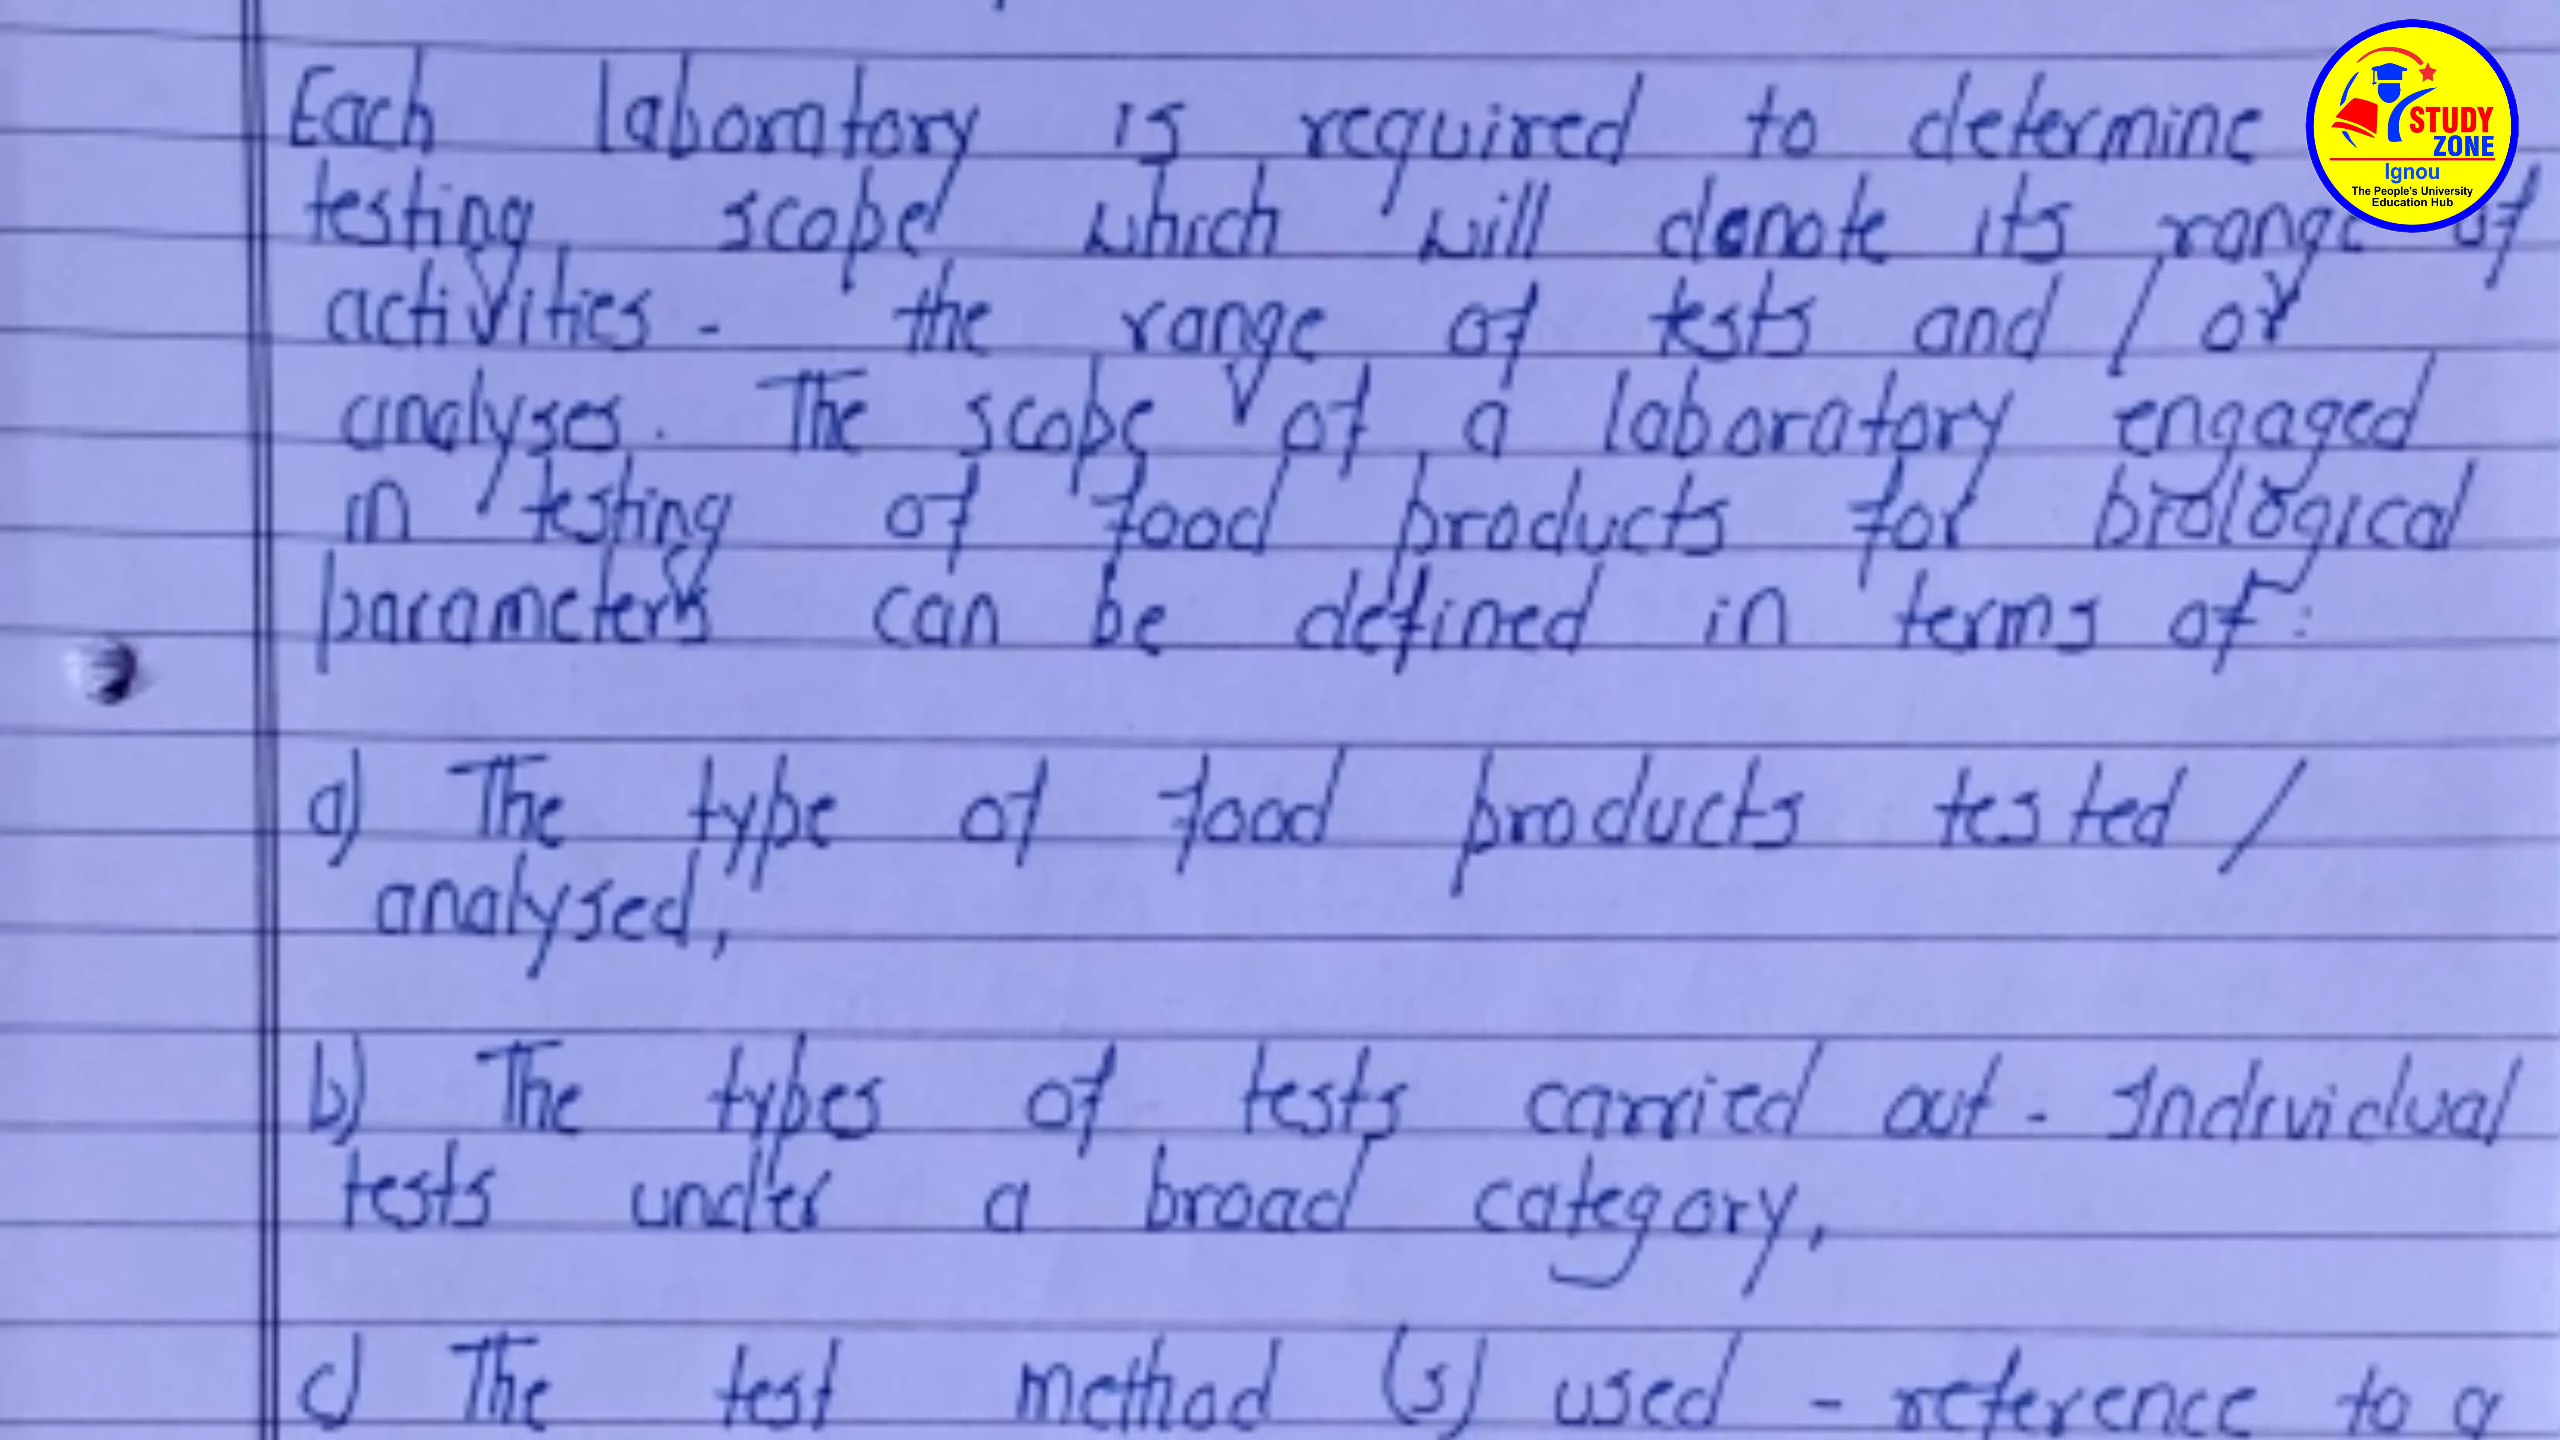 Each laboratory is required to determine
testing scope which will denote its range of
activities - the range of tests and / or
analyses. The scope of a laboratory engaged
in testing of food products for biological
parameters can be defined in terms of:
a) The type of food products tested /
analysed,
b) The types of tests carried out - Individual
tests under a broad category,
c) The test method (s) used - reference to a
STUDY
ZONE
Ignou
The People's University
Education Hub